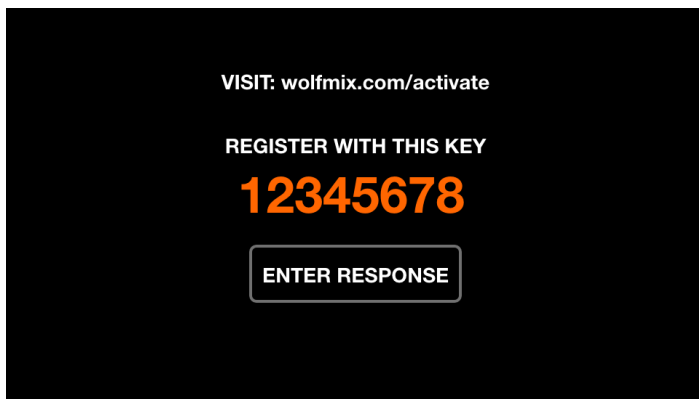 VISIT: wolfmix.com/activate
REGISTER WITH THIS KEY
12345678
ENTER RESPONSE